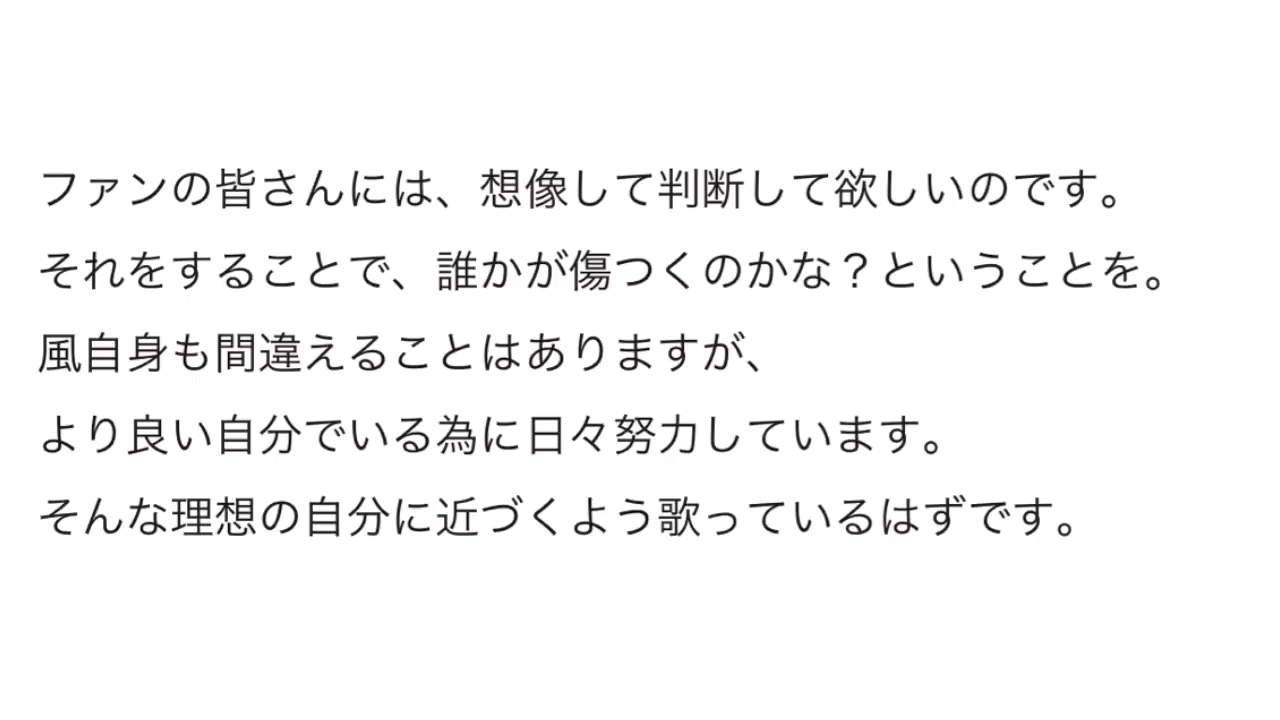 ファンの皆さんには、想像して判断して欲しいのです。
それをすることで、誰かが傷つくのかな？ということを。
風自身も間違えることはありますが、
より良い自分でいる為に日々努力しています。
そんな理想の自分に近づくよう歌っているはずです。